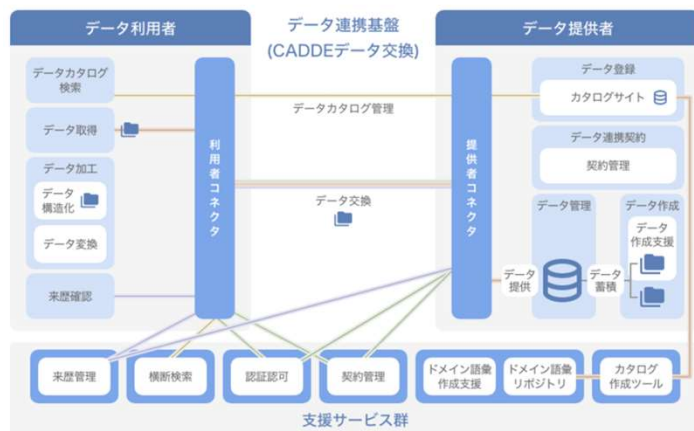 データ利用者
データ連携基盤
(CADDEデータ交換)
データ提供者
データカタログ
検索
データ取得
データ加工
データ
構造化
データ変換
来歴確認
利用者コネクタ
データカタログ管理
データ交換
提供者コネクタ
データ登録
カタログサイト
データ連携契約
契約管理
データ管理
データ作成
データ
作成支援
データ
提供
データ
蓄積
来歴管理
横断検索
認証認可
契約管理
ドメイン語彙
作成支援
ドメイン語彙
リポジトリ
カタログ
作成ツール
支援サービス群